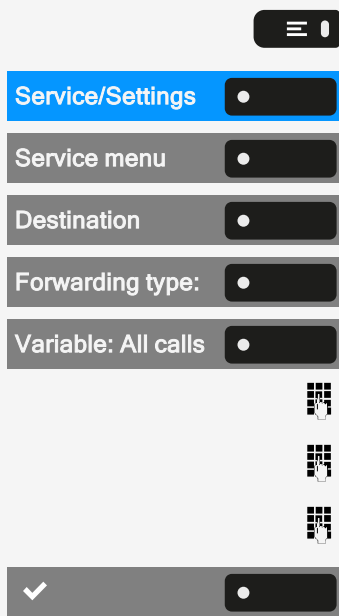 Service/Settings
Service menu
Destination
Forwarding type:
Variable: All calls